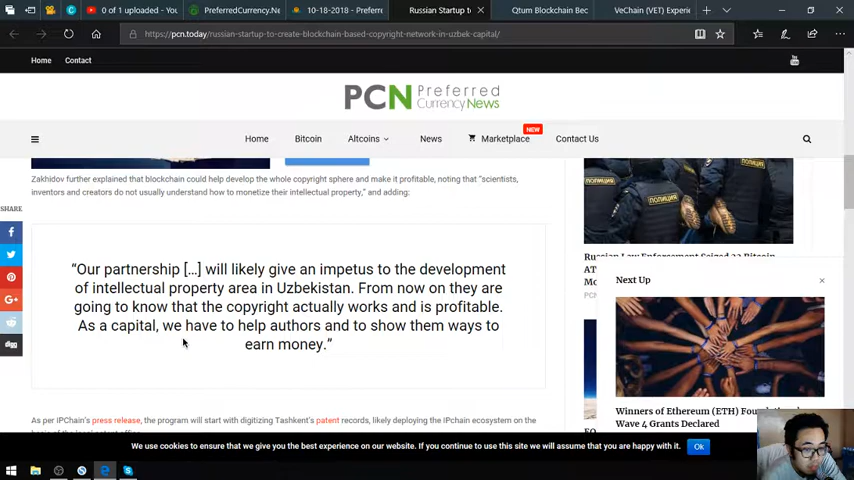 0 of 1 uploaded - You
PreferredCurrency.Ne
10-18-2018 - Preferre
Russian Startup to
Qtum Blockchain Bec
VeChain (VET) Experie
https://pcn.today/russian-startup-to-create-blockchain-based-copyright-network-in-uzbek-capital/
Home
Contact
PCN Preferred
Currency News
Home
Bitcoin
Altcoins
News
NEW
Marketplace
Contact Us
Zakhidov further explained that blockchain could help develop the whole copyright sphere and make it profitable, noting that “scientists,
inventors and creators do not usually understand how to monetize their intellectual property,” and adding:
SHARE
“Our partnership […] will likely give an impetus to the development
of intellectual property area in Uzbekistan. From now on they are
going to know that the copyright actually works and is profitable.
As a capital, we have to help authors and to show them ways to
earn money.”
digg
As per IPChain’s press release, the program will start with digitizing Tashkent’s patent records, likely deploying the IPchain ecosystem on the
ПОЛИЦИЯ
ПОЛИЦИЯ
Russian Law Enforcement Seized 22 Bitcoin
AT
Mo
PCN
Next Up
Winners of Ethereum (ETH) Foundation
Wave 4 Grants Declared
FO
We use cookies to ensure that we give you the best experience on our website. If you continue to use this site we will assume that you are happy with it.
Ok